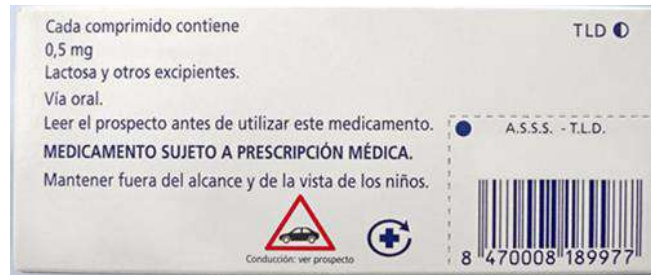 Cada comprimido contiene
0,5 mg
Lactosa y otros excipientes.
Vía oral.
Leer el prospecto antes de utilizar este medicamento.
MEDICAMENTO SUJETO A PRESCRIPCIÓN MÉDICA.
Mantener fuera del alcance y de la vista de los niños.
Conducción: ver prospecto
TLD
A.S.S.S. - T.L.D.
8 470008 189977